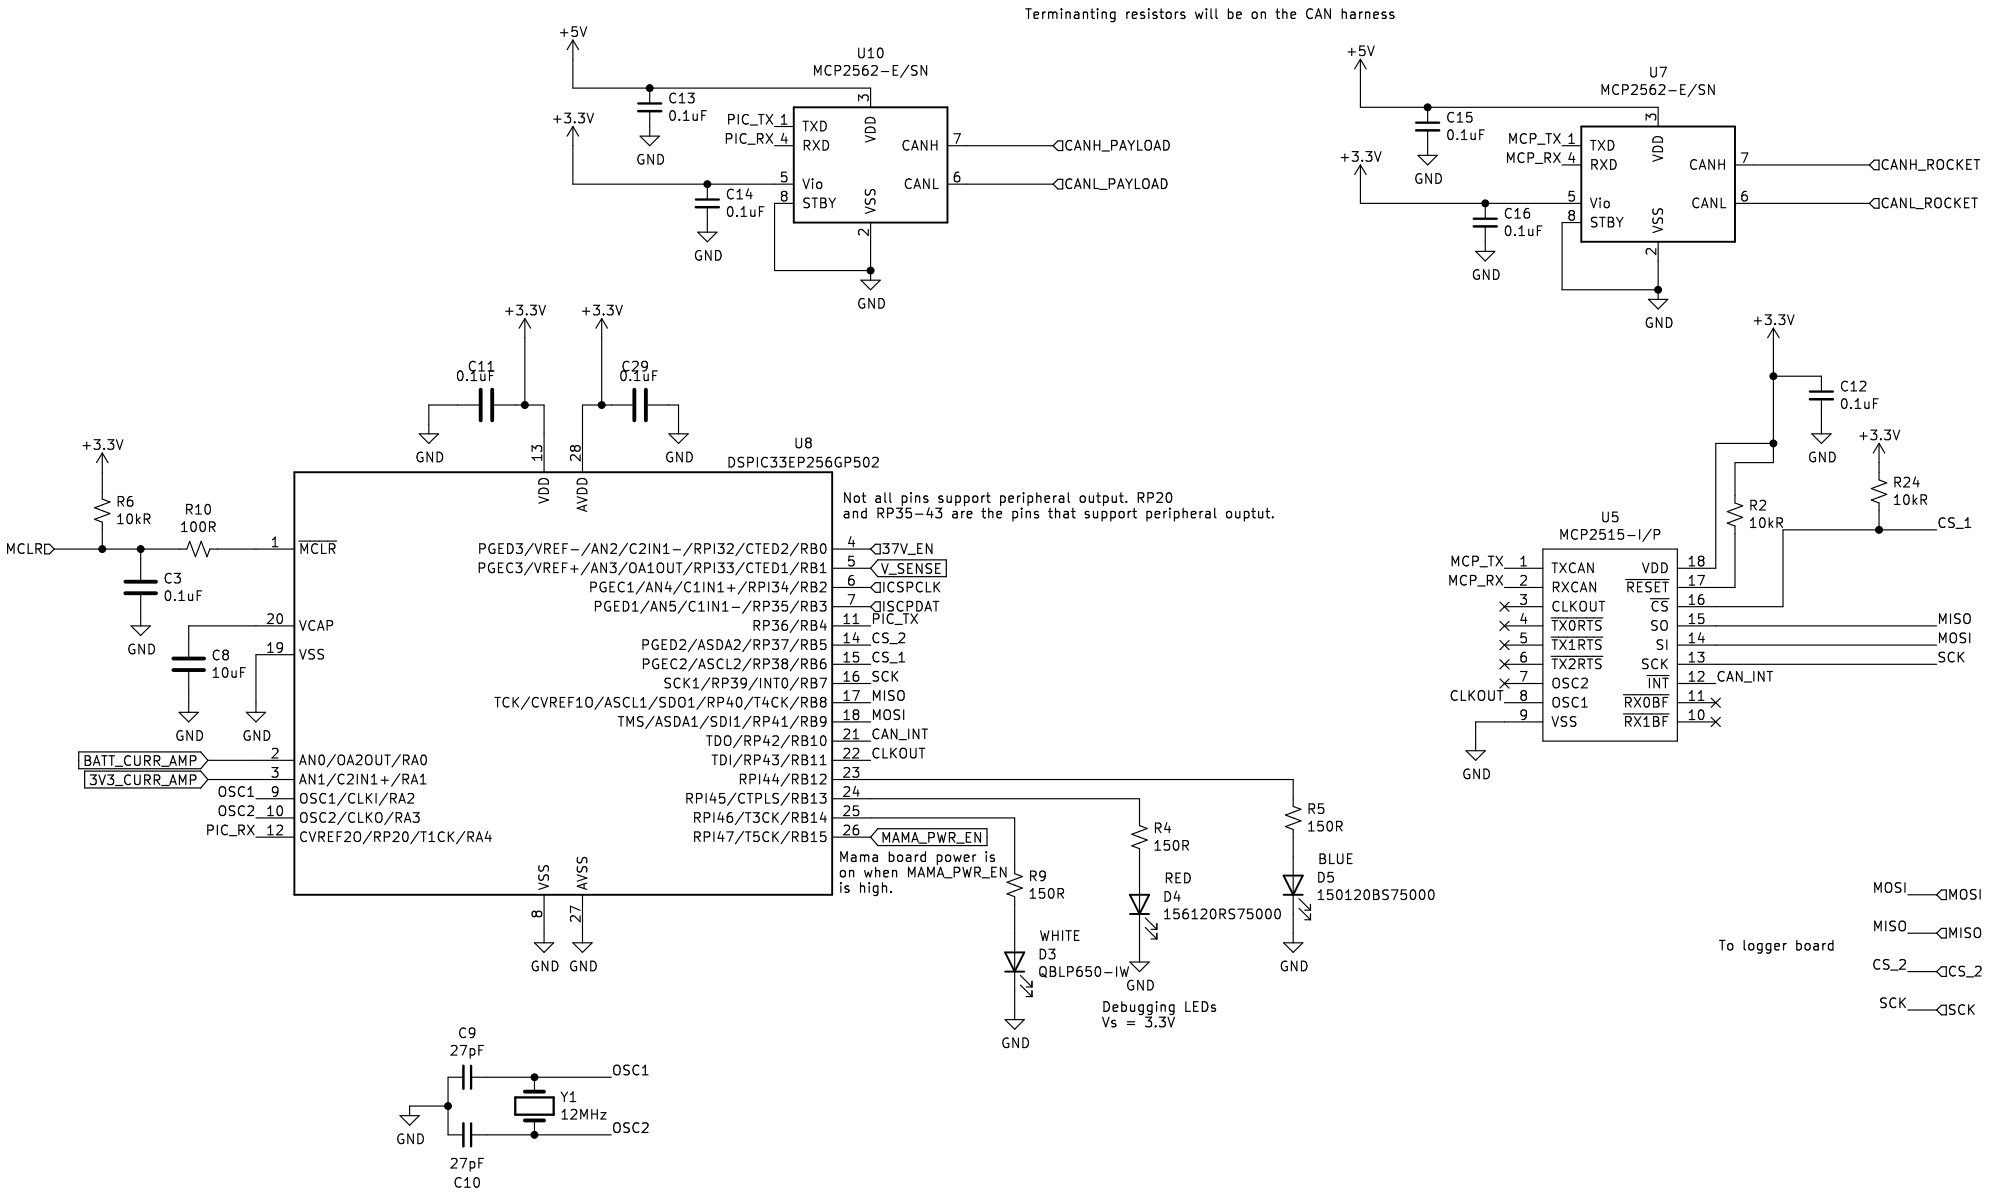 Terminanting resistors will be on the CAN harness
+5V
U10
MCP2562-E/SN
C13
0.1uF
GND
+3.3V
PIC_TX 1 TXD
PIC_RX 4 RXD
3
VDD
CANH 7 CANH_PAYLOAD
CANL 6 CANL_PAYLOAD
5 Vio
8 STBY
VSS
2
C14
0.1uF
GND
GND
+5V
U7
MCP2562-E/SN
C15
0.1uF
GND
+3.3V
MCP_TX 1 TXD
MCP_RX 4 RXD
3
VDD
CANH 7 CANH_ROCKET
CANL 6 CANL_ROCKET
5 Vio
8 STBY
VSS
2
C16
0.1uF
GND
GND
+3.3V
+3.3V
C11
0.1uF
C29
0.1uF
GND
GND
13
28
U8
DSPIC33EP256GP502
VDD
AVDD
+3.3V
R6
10kR
R10
100R
MCLR
1 MCLR
C3
0.1uF
GND
20 VCAP
19 VSS
C8
10uF
GND
GND
BATT_CURR_AMP 2 AN0/OA2OUT/RA0
3V3_CURR_AMP 3 AN1/C2IN1+/RA1
OSC1 9 OSC1/CLKI/RA2
OSC2 10 OSC2/CLKO/RA3
PIC_RX 12 CVREF2O/RP20/T1CK/RA4
Not all pins support peripheral output. RP20
and RP35-43 are the pins that support peripheral ouptut.
PGED3/VREF-/AN2/C2IN1-/RPI32/CTED2/RB0 4 37V_EN
PGEC3/VREF+/AN3/OA1OUT/RPI33/CTED1/RB1 5 V_SENSE
PGEC1/AN4/C1IN1+/RPI34/RB2 6 ICSPCLK
PGED1/AN5/C1IN1-/RP35/RB3 7 ISCPDAT
RP36/RB4 11 PIC_TX
PGED2/ASDA2/RP37/RB5 14 CS_2
PGEC2/ASCL2/RP38/RB6 15 CS_1
SCK1/RP39/INT0/RB7 16 SCK
TCK/CVREF1O/ASCL1/SDO1/RP40/T4CK/RB8 17 MISO
TMS/ASDA1/SDI1/RP41/RB9 18 MOSI
TDO/RP42/RB10 21 CAN_INT
TDI/RP43/RB11 22 CLKOUT
RPI44/RB12 23
RPI45/CTPLS/RB13 24
RPI46/T3CK/RB14 25
RPI47/T5CK/RB15 26 MAMA_PWR_EN
Mama board power is
on when MAMA_PWR_EN
is high.
VSS
AVSS
8
27
GND
GND
R9
150R
WHITE
D3
QBLP650-IW
GND
R4
150R
RED
D4
156120RS75000
GND
R5
150R
BLUE
D5
150120BS75000
GND
Debugging LEDs
Vs = 3.3V
+3.3V
C12
0.1uF
GND
+3.3V
R24
10kR
R2
10kR
CS_1
U5
MCP2515-I/P
MCP_TX 1 TXCAN
MCP_RX 2 RXCAN
3 CLKOUT
4 TX0RTS
5 TX1RTS
6 TX2RTS
7 OSC2
CLKOUT 8 OSC1
9 VSS
GND
VDD 18
RESET 17
CS 16
SO 15 MISO
SI 14 MOSI
SCK 13 SCK
INT 12 CAN_INT
RX0BF 11
RX1BF 10
To logger board
MOSI MOSI
MISO MISO
CS_2 CS_2
SCK SCK
C9
27pF
OSC1
Y1
12MHz
GND
OSC2
27pF
C10